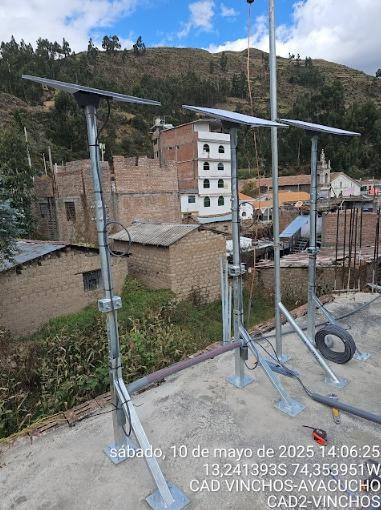 sábado, 10 de mayo de 2025 14:06:25
13,241393S 74,353951W
CAD VINCHOS-AYACUCHO
CAD2-VINCHOS